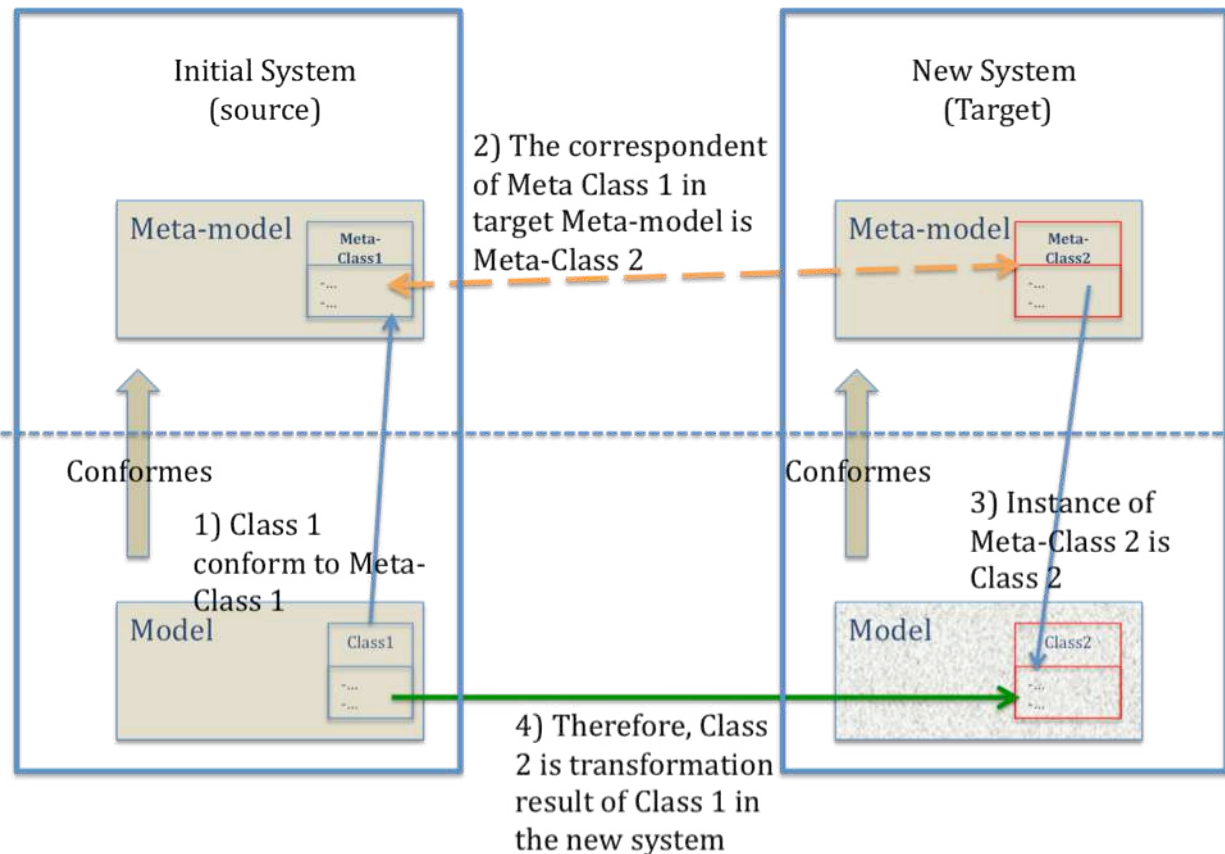 Initial System
(source)
New System
(Target)
2) The correspondent
of Meta Class 1 in
target Meta-model is
Meta-Class 2
Meta-model
Meta-
Class1
-...
-...
Meta-model
Meta-
Class2
-...
-...
Conformes
Conformes
1) Class 1
conform to Meta-
Class 1
3) Instance of
Meta-Class 2 is
Class 2
Model
Class1
-...
-...
Model
Class2
-...
-...
4) Therefore, Class
2 is transformation
result of Class 1 in
the new system